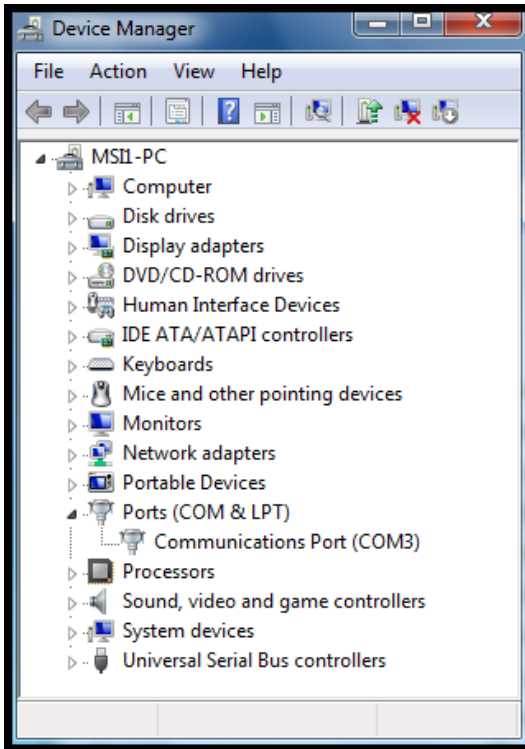 Device Manager
File Action View Help
MSI1-PC
Computer
Disk drives
Display adapters
DVD/CD-ROM drives
Human Interface Devices
IDE ATA/ATAPI controllers
Keyboards
Mice and other pointing devices
Monitors
Network adapters
Portable Devices
Ports (COM & LPT)
Communications Port (COM3)
Processors
Sound, video and game controllers
System devices
Universal Serial Bus controllers